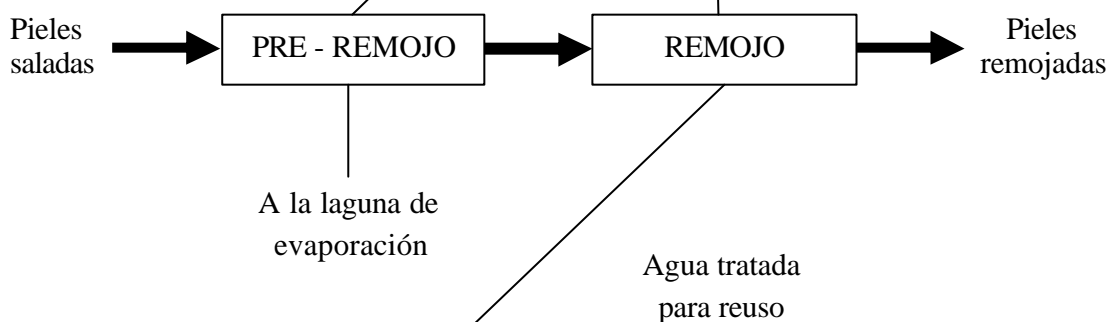 Pieles
saladas
PRE - REMOJO
REMOJO
Pieles
remojadas
A la laguna de
evaporación
Agua tratada
para reuso